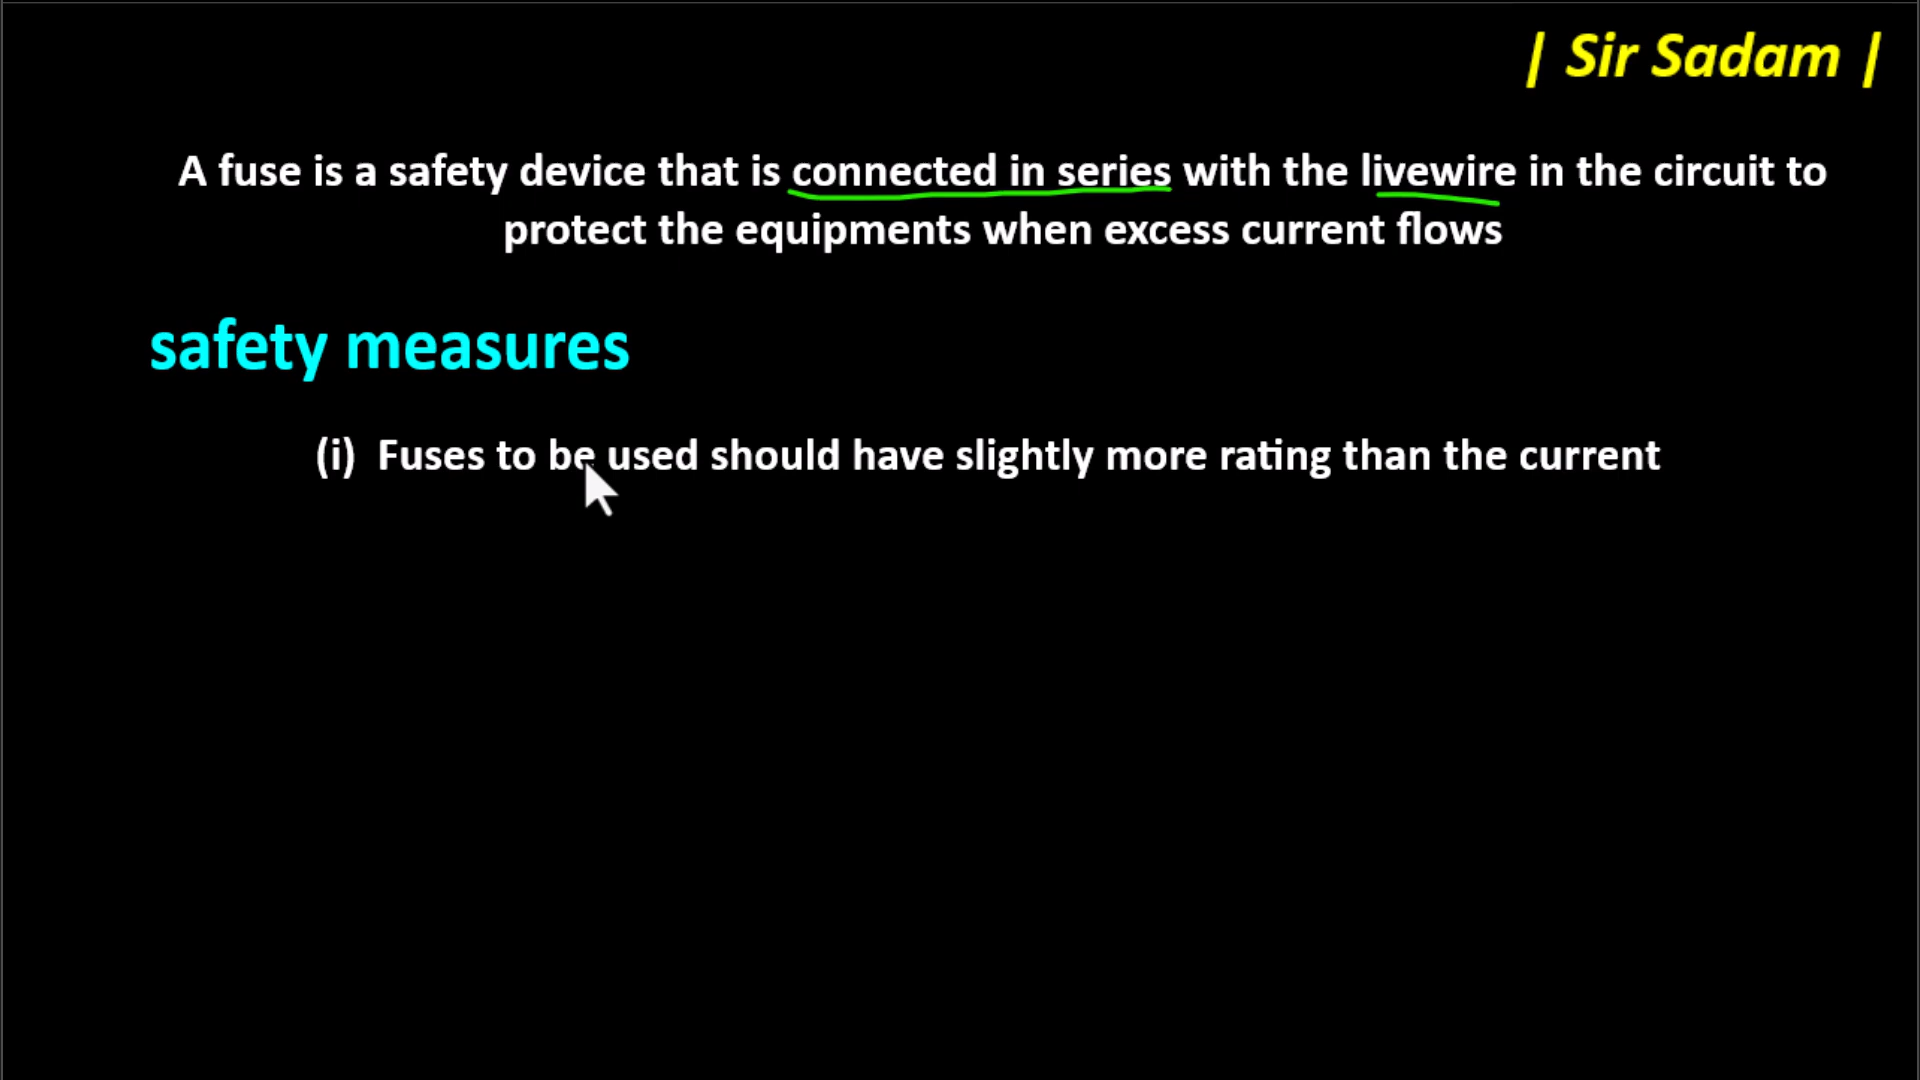 | Sir Sadam |
A fuse is a safety device that is connected in series with the livewire in the circuit to
protect the equipments when excess current flows
safety measures
(i) Fuses to be used should have slightly more rating than the current